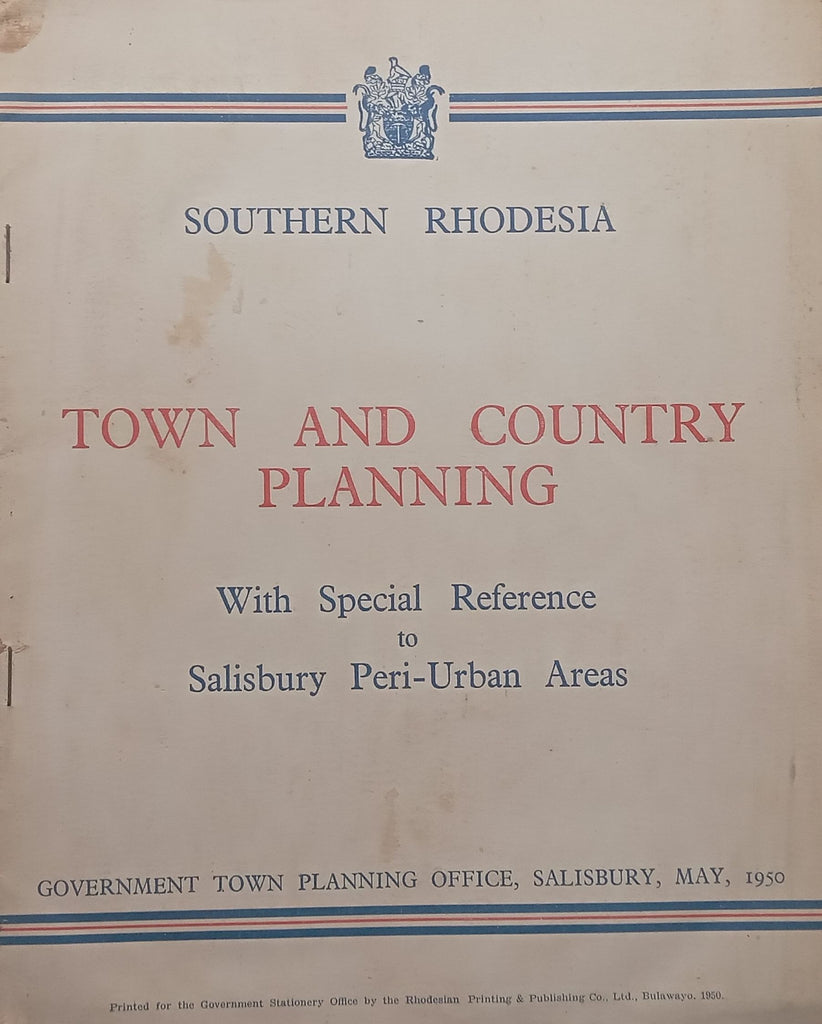 SOUTHERN RHODESIA
TOWN AND COUNTRY
PLANNING
With Special Reference
to
Salisbury Peri-Urban Areas
GOVERNMENT TOWN PLANNING OFFICE, SALISBURY, MAY, 1950
Printed for the Government Stationery Office by the Rhodesian Printing & Publishing Co., Ltd., Bulawayo. 1950.